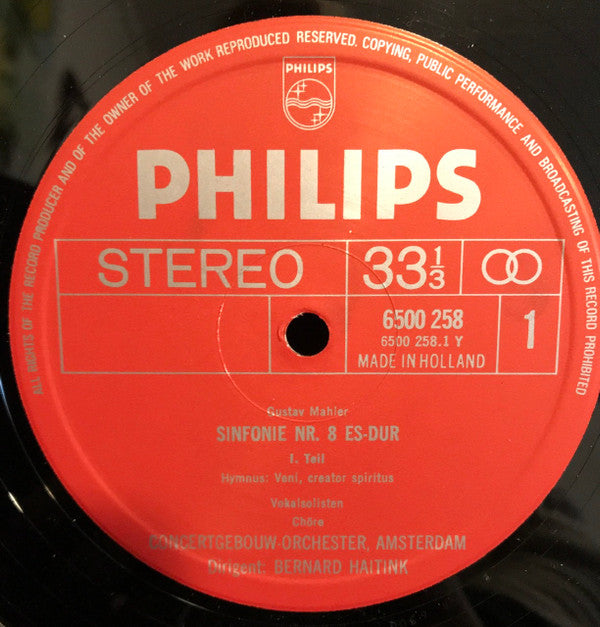 ALL RIGHTS OF THE RECORD PRODUCER AND OF THE OWNER OF THE WORK REPRODUCED RESERVED. COPYING, PUBLIC PERFORMANCE AND BROADCASTING OF THIS RECORD PROHIBITED
PHILIPS
PHILIPS
STEREO 33 1/3
6500 258 1
6500 258.1 Y
MADE IN HOLLAND
Gustav Mahler
SINFONIE NR. 8 ES-DUR
I. Teil
Hymnus: Veni, creator spiritus
Vokalsolisten
Chöre
CONCERTGEBOUW-ORCHESTER, AMSTERDAM
Dirigent: BERNARD HAITINK